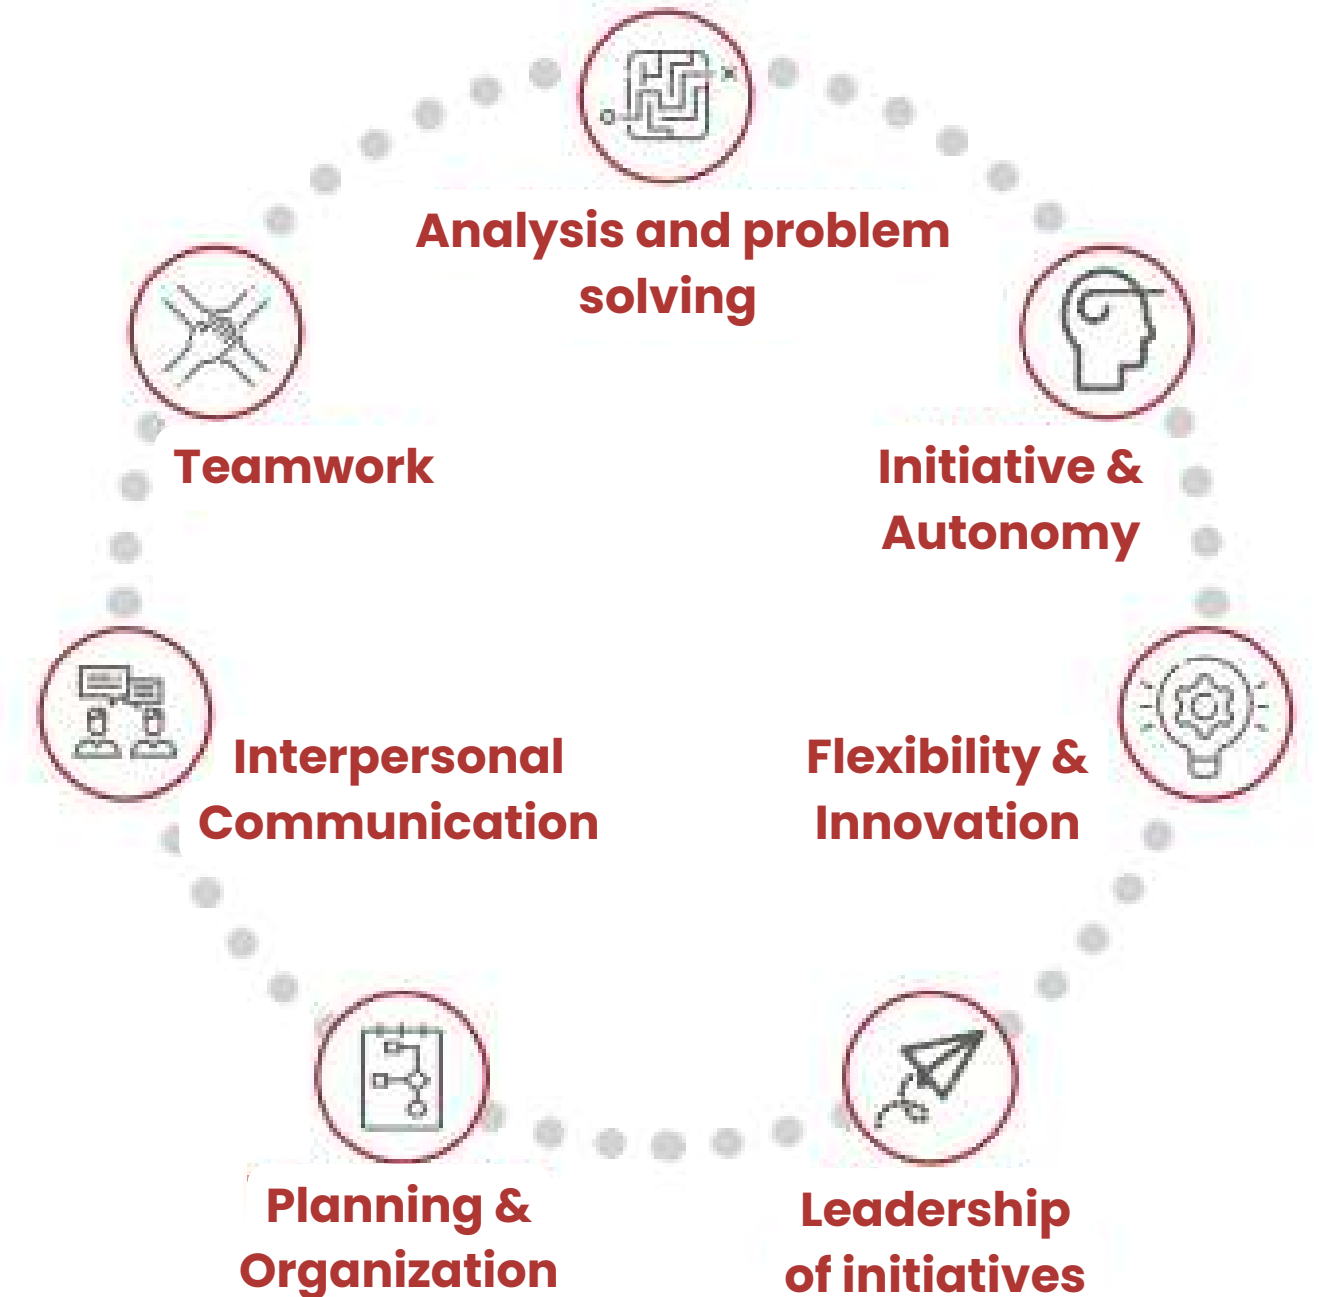 Analysis and problem
solving
Teamwork
Initiative &
Autonomy
Interpersonal
Communication
Flexibility &
Innovation
Planning &
Organization
Leadership
of initiatives